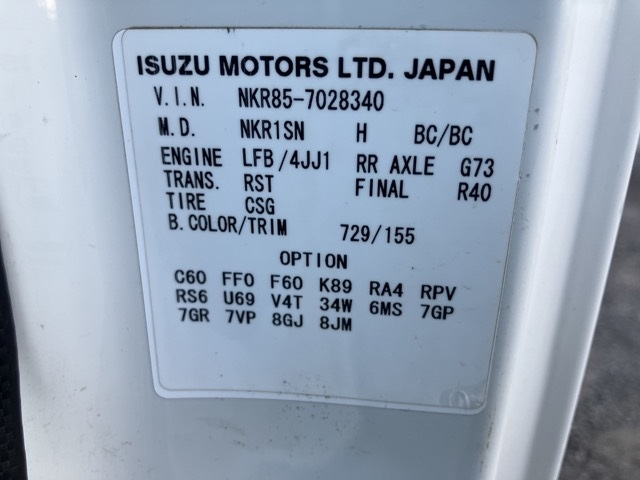 ISUZU MOTORS LTD. JAPAN
V.I.N. NKR85-7028340
M.D. NKR1SN H BC/BC
ENGINE LFB/4JJ1 RR AXLE G73
TRANS. RST FINAL R40
TIRE CSG
B.COLOR/TRIM 729/155
OPTION
C60 FF0 F60 K89 RA4 RPV
RS6 U69 V4T 34W 6MS 7GP
7GR 7VP 8GJ 8JM